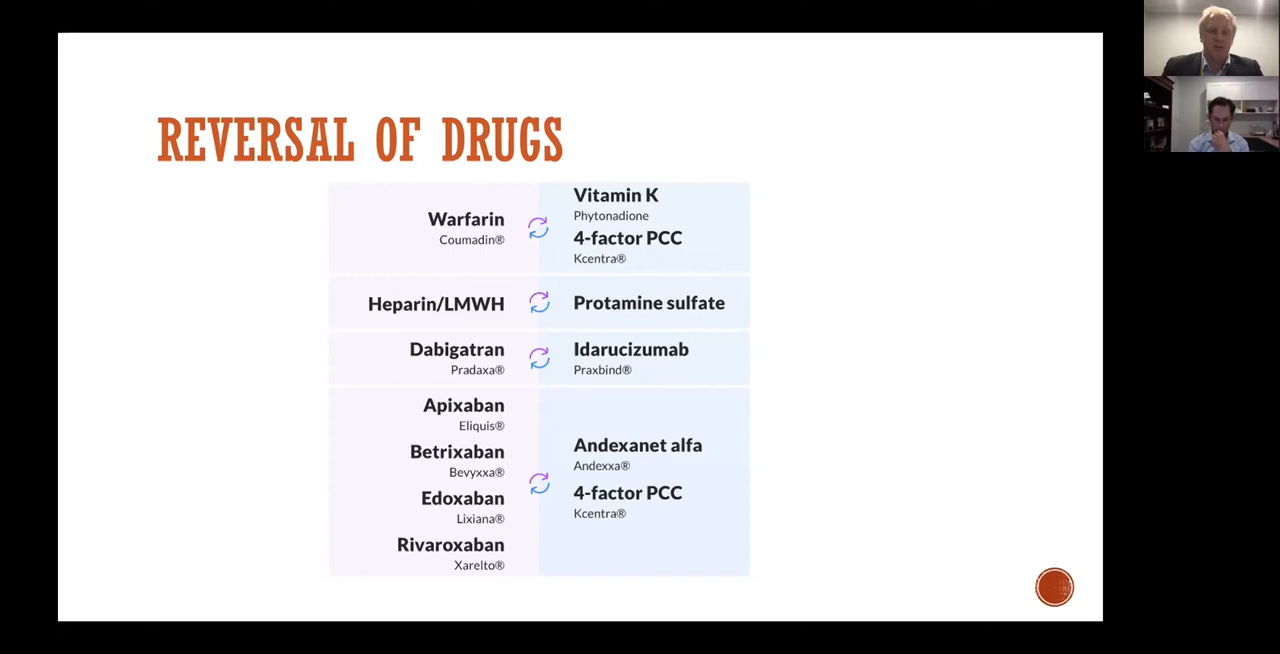 REVERSAL OF DRUGS
Warfarin
Coumadin®
Vitamin K
Phytonadione
4-factor PCC
Kcentra®
Heparin/LMWH
Protamine sulfate
Dabigatran
Pradaxa®
Idarucizumab
Praxbind®
Apixaban
Eliquis®
Betrixaban
Bevyxxa®
Edoxaban
Lixiana®
Rivaroxaban
Xarelto®
Andexanet alfa
Andexxa®
4-factor PCC
Kcentra®